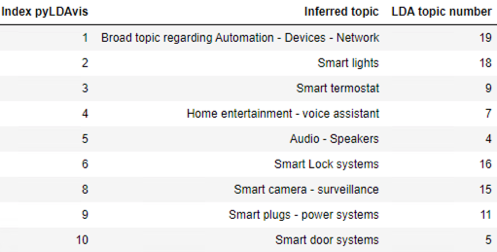 Index pyLDAvis Inferred topic LDA topic number
1 Broad topic regarding Automation - Devices - Network 19
2 Smart lights 18
3 Smart termostat 9
4 Home entertainment - voice assistant 7
5 Audio - Speakers 4
6 Smart Lock systems 16
8 Smart camera - surveillance 15
9 Smart plugs - power systems 11
10 Smart door systems 5